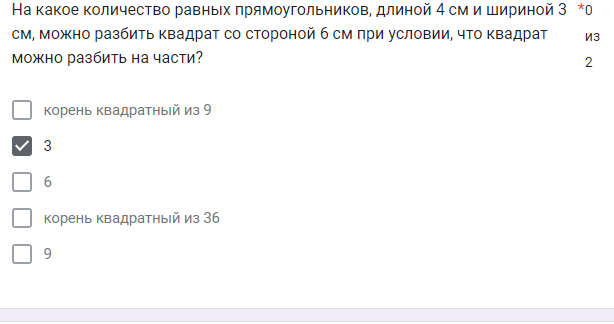 На какое количество равных прямоугольников, длиной 4 см и шириной 3 * 0
см, можно разбить квадрат со стороной 6 см при условии, что квадрат из
можно разбить на части? 2
корень квадратный из 9
3
6
корень квадратный из 36
9